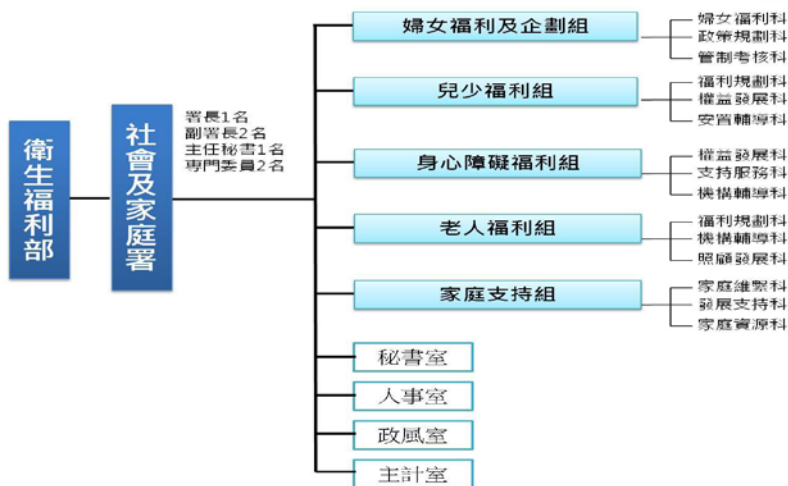 衛生福利部
社會及家庭署
署長1名
副署長2名
主任秘書1名
專門委員2名
婦女福利及企劃組
婦女福利科
政策規劃科
管制考核科
兒少福利組
福利規劃科
權益發展科
安置輔導科
身心障礙福利組
權益發展科
支持服務科
機構輔導科
老人福利組
福利規劃科
機構輔導科
照顧發展科
家庭支持組
家庭維繫科
發展支持科
家庭資源科
秘書室
人事室
政風室
主計室